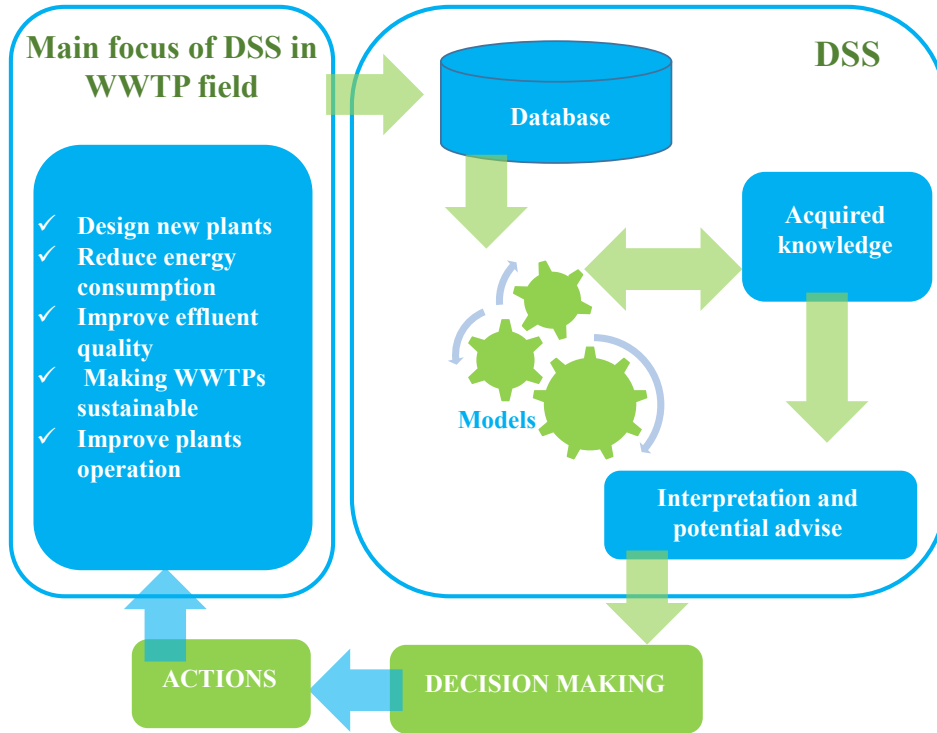 Main focus of DSS in
WWTP field
✓ Design new plants
✓ Reduce energy
consumption
✓ Improve effluent
quality
✓ Making WWTPs
sustainable
✓ Improve plants
operation
DSS
Database
Acquired
knowledge
Models
Interpretation and
potential advise
DECISION MAKING
ACTIONS